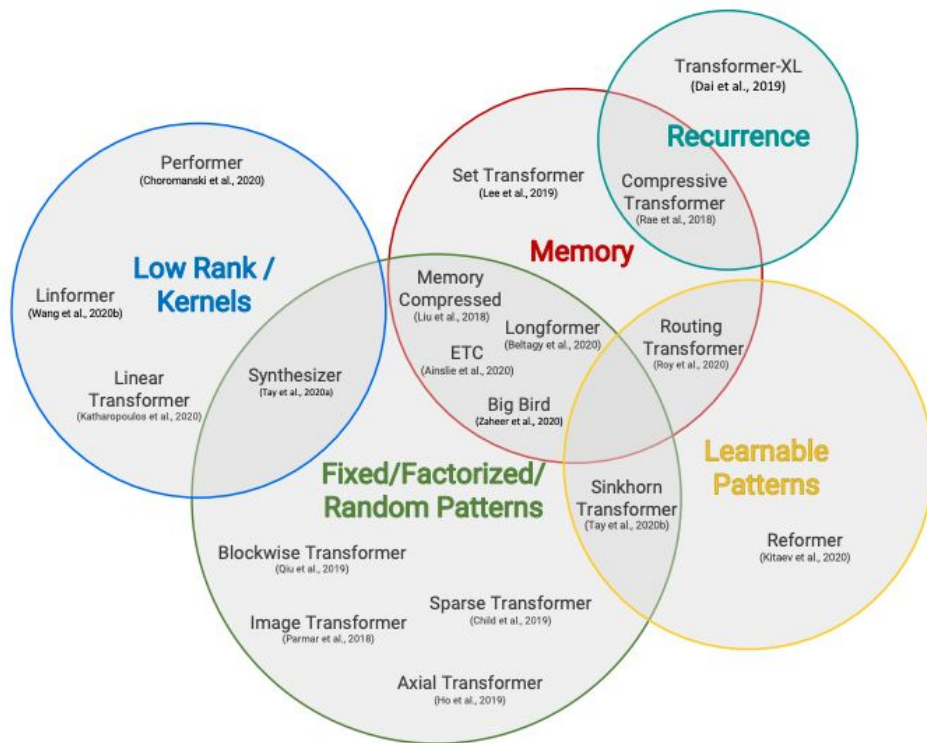 Transformer-XL
(Dai et al., 2019)
Recurrence
Performer
(Choromanski et al., 2020)
Set Transformer
(Lee et al., 2019)
Compressive
Transformer
(Rae et al., 2018)
Memory
Low Rank /
Kernels
Linformer
(Wang et al., 2020b)
Memory
Compressed
(Liu et al., 2018)
Longformer
(Beltagy et al., 2020)
ETC
(Ainslie et al., 2020)
Big Bird
(Zaheer et al., 2020)
Routing
Transformer
(Roy et al., 2020)
Linear
Transformer
(Katharopoulos et al., 2020)
Synthesizer
(Tay et al., 2020a)
Learnable
Patterns
Fixed/Factorized/
Random Patterns
Sinkhorn
Transformer
(Tay et al., 2020b)
Reformer
(Kitaev et al., 2020)
Blockwise Transformer
(Qiu et al., 2019)
Sparse Transformer
(Child et al., 2019)
Image Transformer
(Parmar et al., 2018)
Axial Transformer
(Ho et al., 2019)